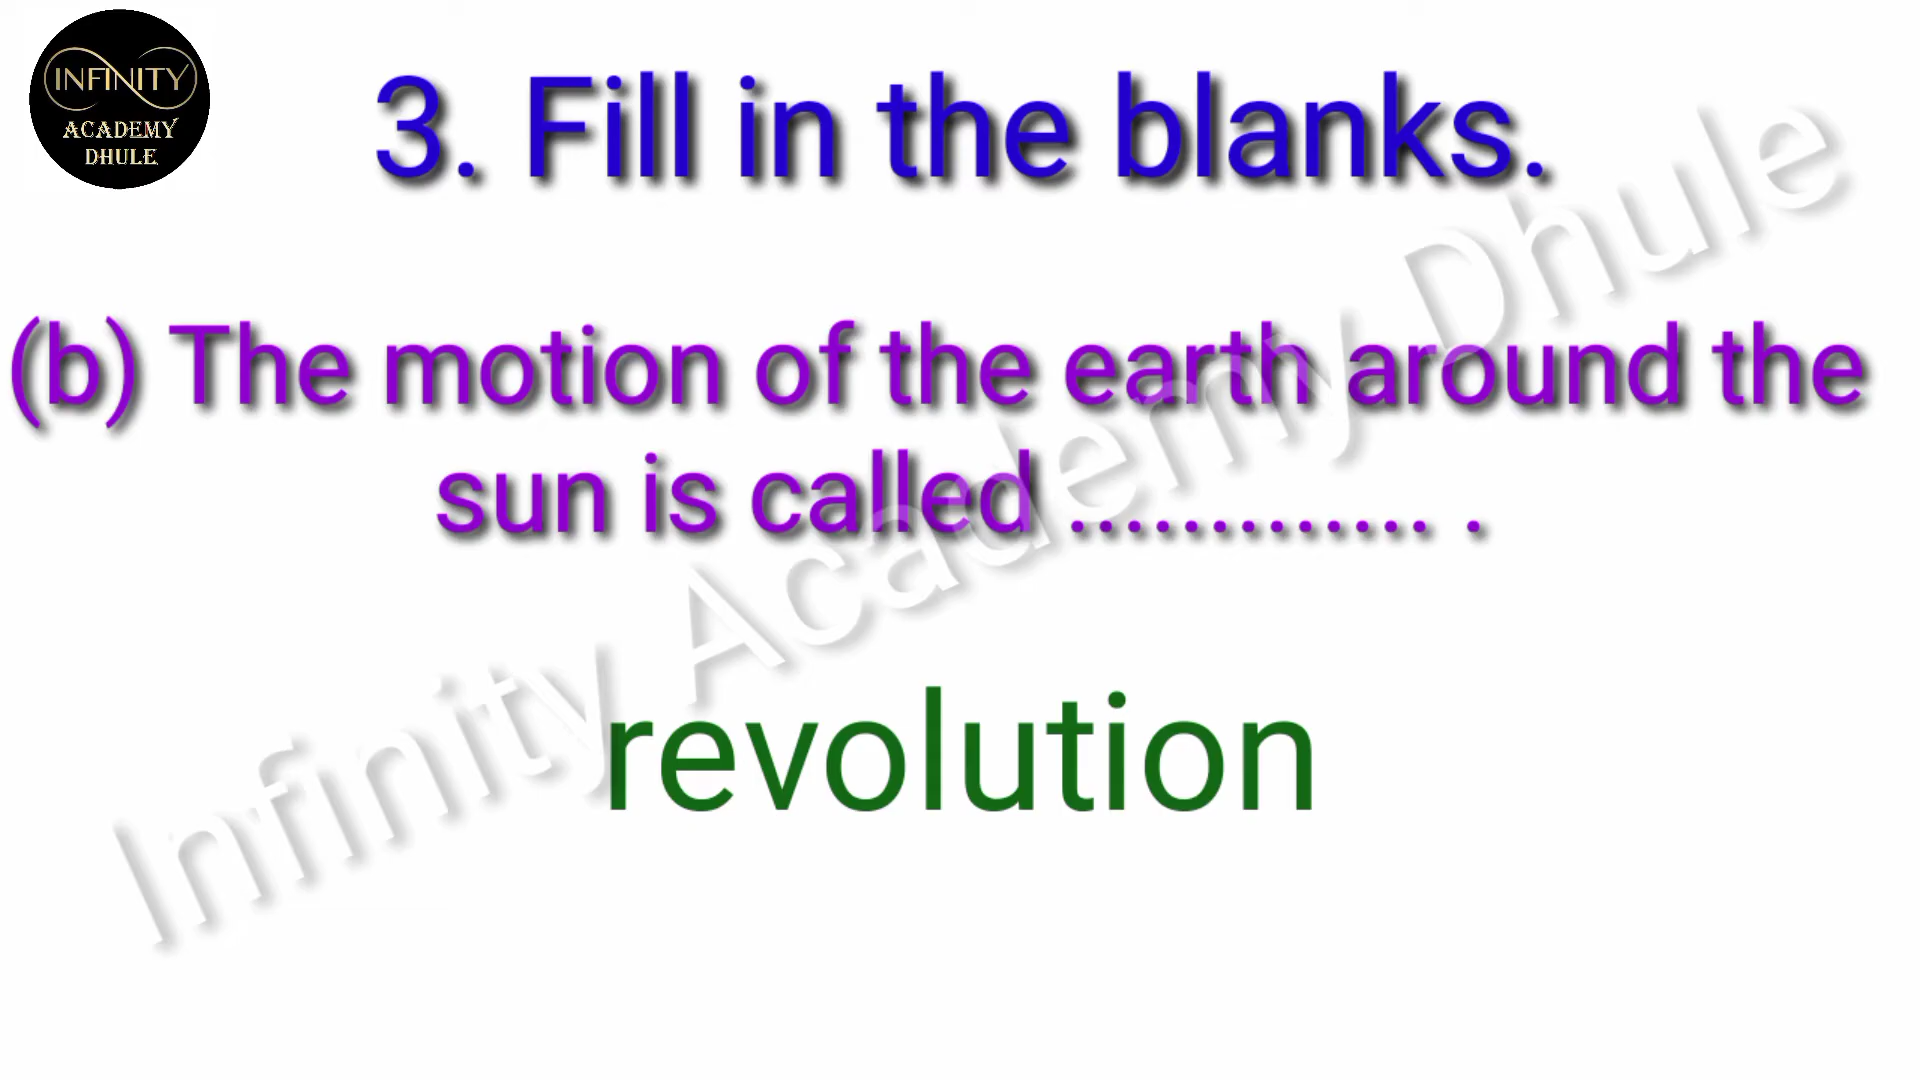 INFINITY
ACADEMY
DHULE
3. Fill in the blanks.
(b) The motion of the earth around the
sun is called ............. .
revolution
Infinity Academy Dhule